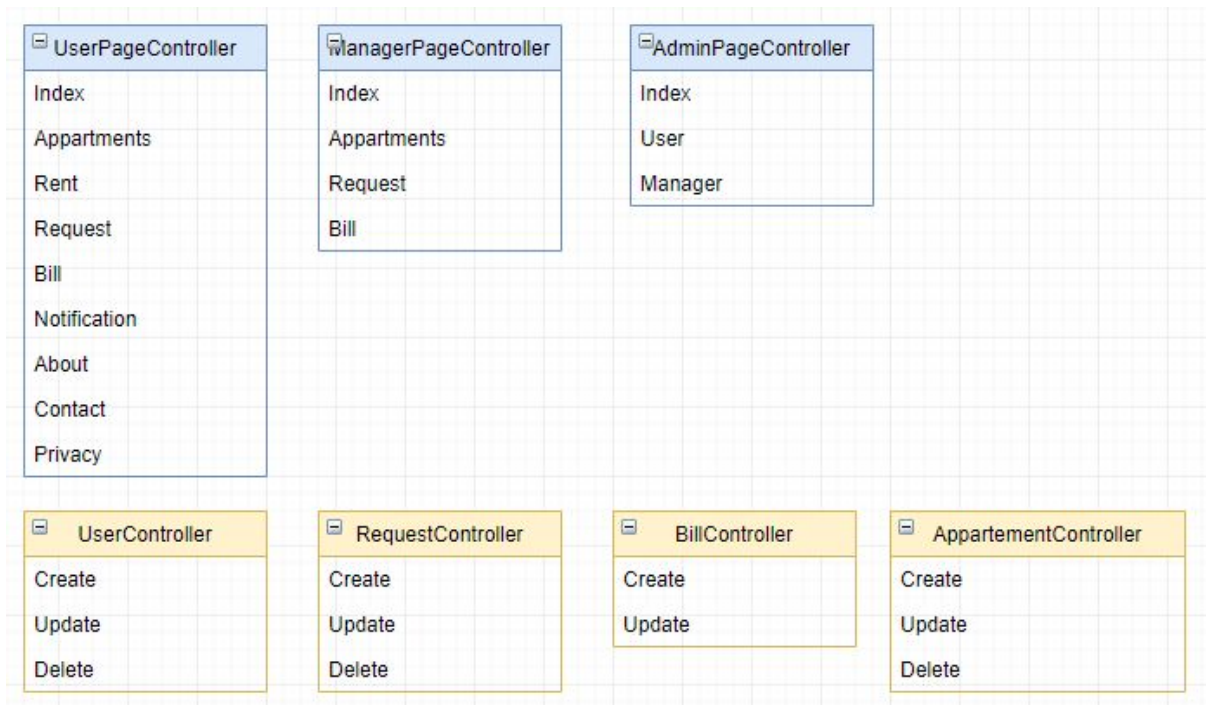 UserPageController
Index
Appartments
Rent
Request
Bill
Notification
About
Contact
Privacy
ManagerPageController
Index
Appartments
Request
Bill
AdminPageController
Index
User
Manager
UserController
Create
Update
Delete
RequestController
Create
Update
Delete
BillController
Create
Update
AppartementController
Create
Update
Delete